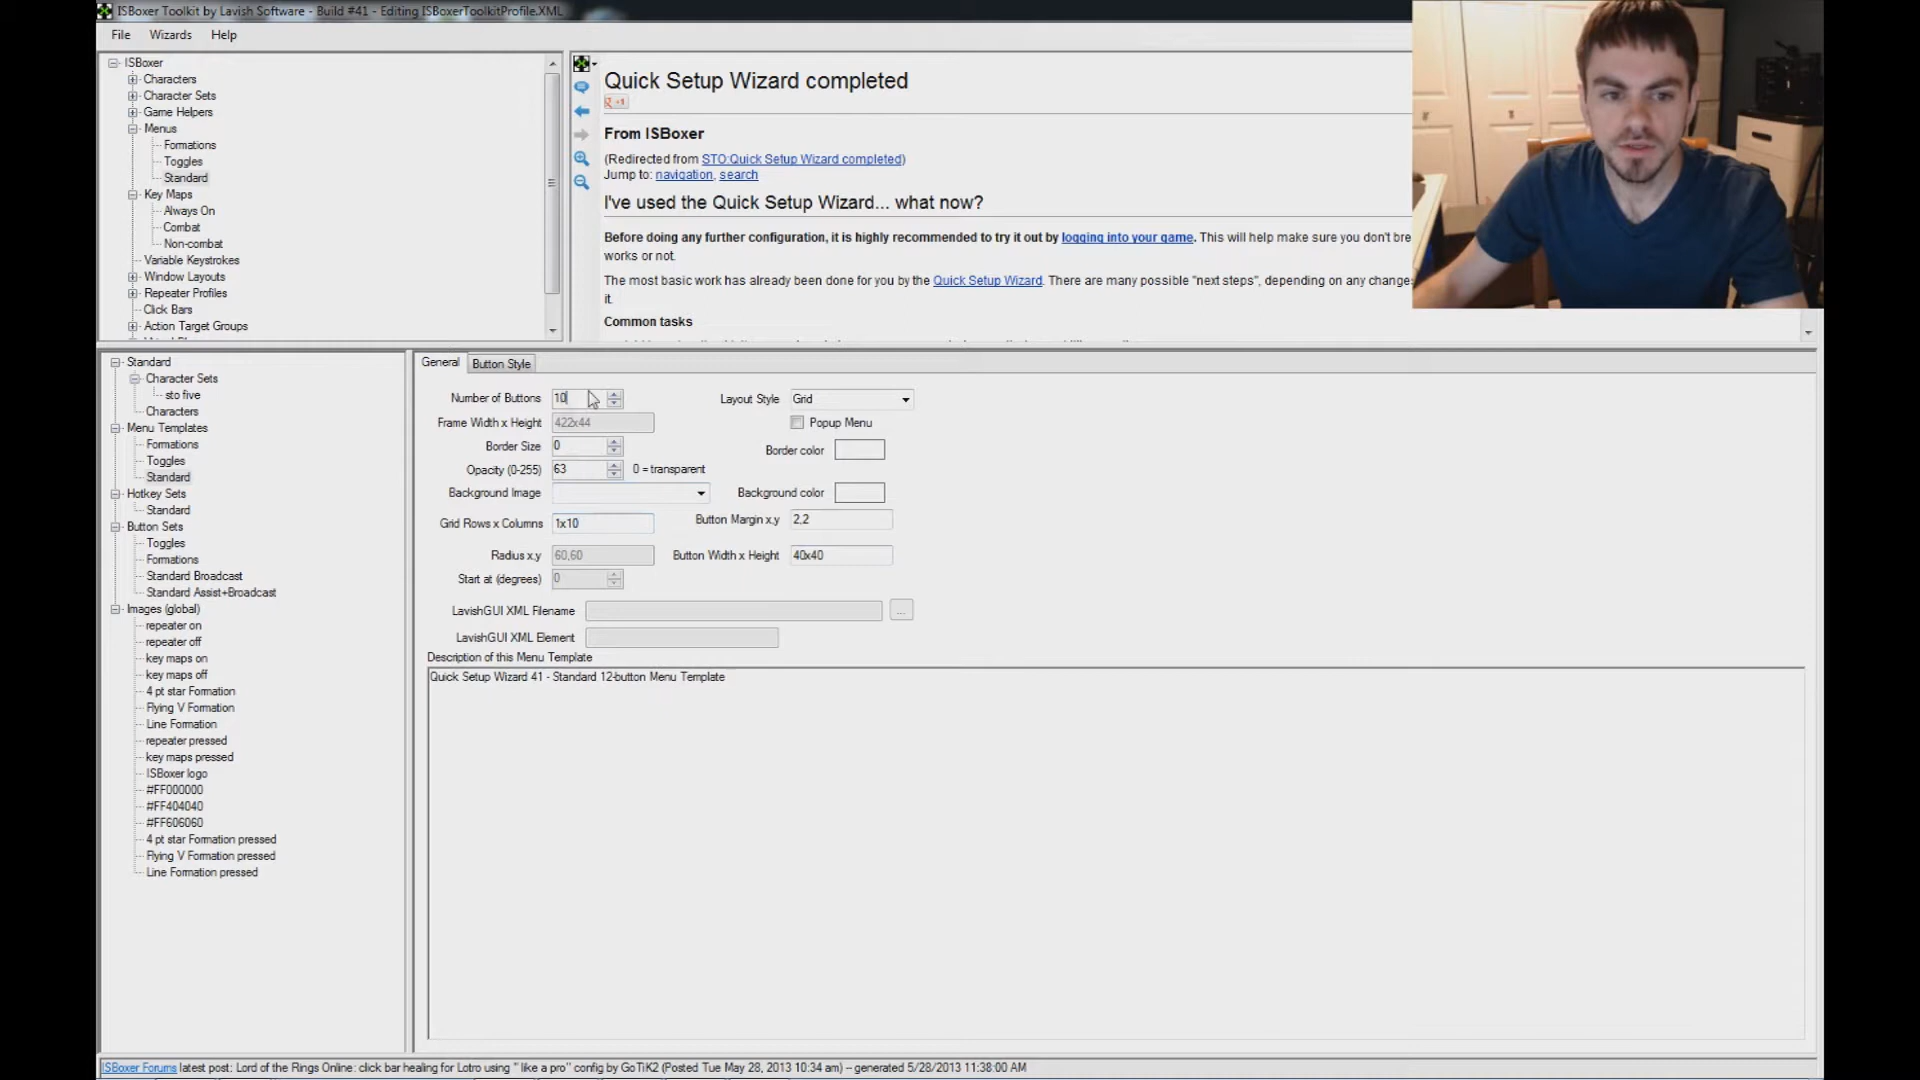 ISBoxer Toolkit by Lavish Software - Build #41 - Editing ISBoxerToolkitProfile.XML
File Wizards Help
ISBoxer
Characters
Character Sets
Game Helpers
Menus
Formations
Toggles
Standard
Key Maps
Always On
Combat
Non-combat
Variable Keystrokes
Window Layouts
Repeater Profiles
Click Bars
Action Target Groups
Quick Setup Wizard completed
+1
From ISBoxer
(Redirected from STO:Quick Setup Wizard completed)
Jump to: navigation, search
I've used the Quick Setup Wizard... what now?
Before doing any further configuration, it is highly recommended to try it out by logging into your game. This will help make sure you don't bre
works or not.
The most basic work has already been done for you by the Quick Setup Wizard. There are many possible "next steps", depending on any change
it.
Common tasks
Standard
Character Sets
sto five
Characters
Menu Templates
Formations
Toggles
Standard
Hotkey Sets
Standard
Button Sets
Toggles
Formations
Standard Broadcast
Standard Assist+Broadcast
Images (global)
repeater on
repeater off
key maps on
key maps off
4 pt star Formation
Flying V Formation
Line Formation
repeater pressed
key maps pressed
ISBoxer logo
#FF000000
#FF404040
#FF606060
4 pt star Formation pressed
Flying V Formation pressed
Line Formation pressed
General Button Style
Number of Buttons 10 Layout Style Grid
Frame Width x Height 422x44 Popup Menu
Border Size 0 Border color
Opacity (0-255) 63 0 = transparent
Background Image Background color
Grid Rows x Columns 1x10 Button Margin x,y 2,2
Radius x,y 60,60 Button Width x Height 40x40
Start at (degrees) 0
LavishGUI XML Filename ...
LavishGUI XML Element
Description of this Menu Template
Quick Setup Wizard 41 - Standard 12-button Menu Template
ISBoxer Forums latest post: Lord of the Rings Online: click bar healing for Lotro using " like a pro" config by GoTiK2 (Posted Tue May 28, 2013 10:34 am) -- generated 5/28/2013 11:38:00 AM